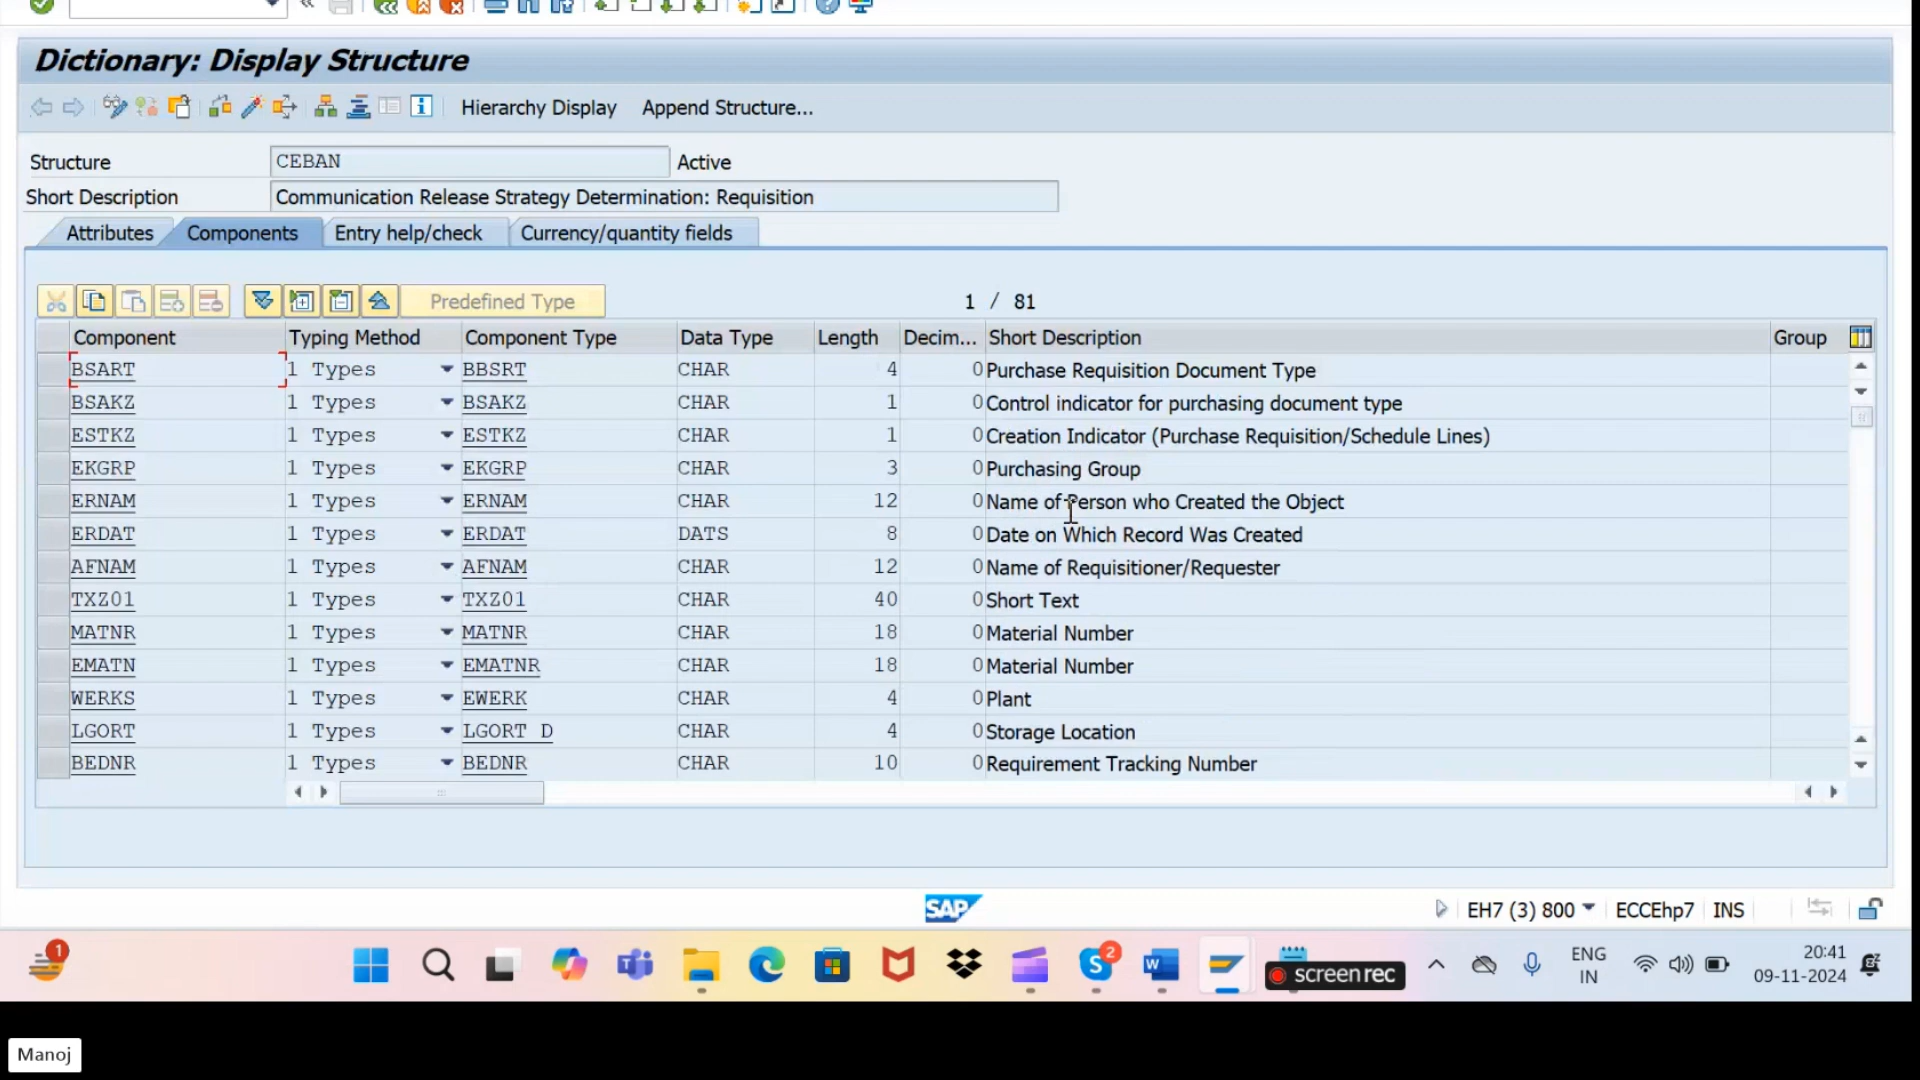 Dictionary: Display Structure
Hierarchy Display Append Structure...
Structure CEBAN Active
Short Description Communication Release Strategy Determination: Requisition
Attributes Components Entry help/check Currency/quantity fields
Predefined Type 1 / 81
Component Typing Method Component Type Data Type Length Decim... Short Description Group
BSART 1 Types BBSRT CHAR 4 0 Purchase Requisition Document Type
BSAKZ 1 Types BSAKZ CHAR 1 0 Control indicator for purchasing document type
ESTKZ 1 Types ESTKZ CHAR 1 0 Creation Indicator (Purchase Requisition/Schedule Lines)
EKGRP 1 Types EKGRP CHAR 3 0 Purchasing Group
ERNAM 1 Types ERNAM CHAR 12 0 Name of Person who Created the Object
ERDAT 1 Types ERDAT DATS 8 0 Date on Which Record Was Created
AFNAM 1 Types AFNAM CHAR 12 0 Name of Requisitioner/Requester
TXZ01 1 Types TXZ01 CHAR 40 0 Short Text
MATNR 1 Types MATNR CHAR 18 0 Material Number
EMATN 1 Types EMATNR CHAR 18 0 Material Number
WERKS 1 Types EWERK CHAR 4 0 Plant
LGORT 1 Types LGORT D CHAR 4 0 Storage Location
BEDNR 1 Types BEDNR CHAR 10 0 Requirement Tracking Number
SAP EH7 (3) 800 ECCEhp7 INS
1 2 screenrec ENG 20:41
IN 09-11-2024
Manoj